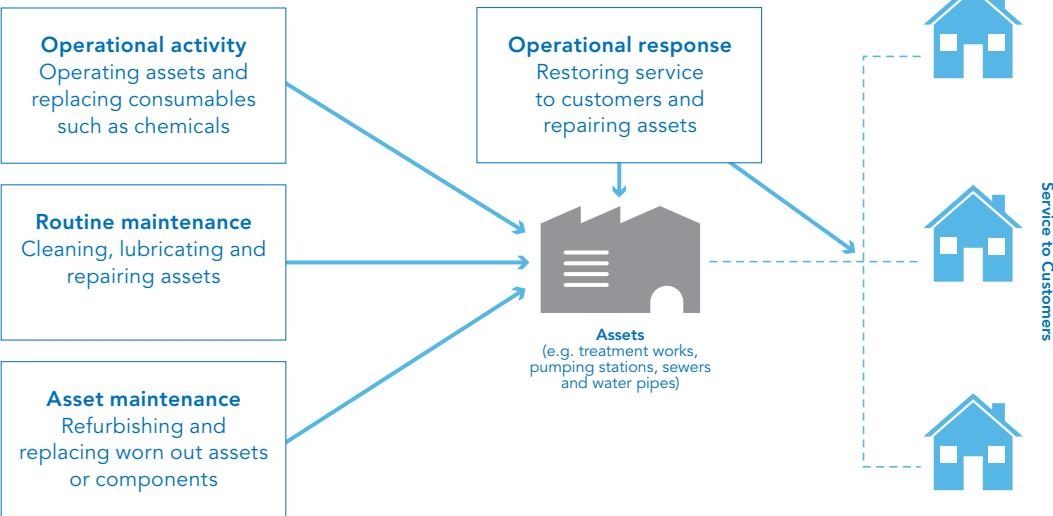 Operational activity
Operating assets and
replacing consumables
such as chemicals
Operational response
Restoring service
to customers and
repairing assets
Routine maintenance
Cleaning, lubricating and
repairing assets
Asset maintenance
Refurbishing and
replacing worn out assets
or components
Assets
(e.g. treatment works,
pumping stations, sewers
and water pipes)
Service to Customers